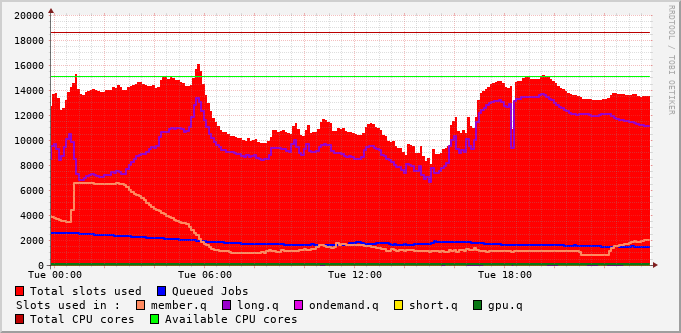 20000
18000
16000
14000
12000
10000
8000
6000
4000
2000
0
Tue 00:00 Tue 06:00 Tue 12:00 Tue 18:00
RRDTOOL / TOBI OETIKER
Total slots used Queued Jobs
Slots used in : member.q long.q ondemand.q short.q gpu.q
Total CPU cores Available CPU cores